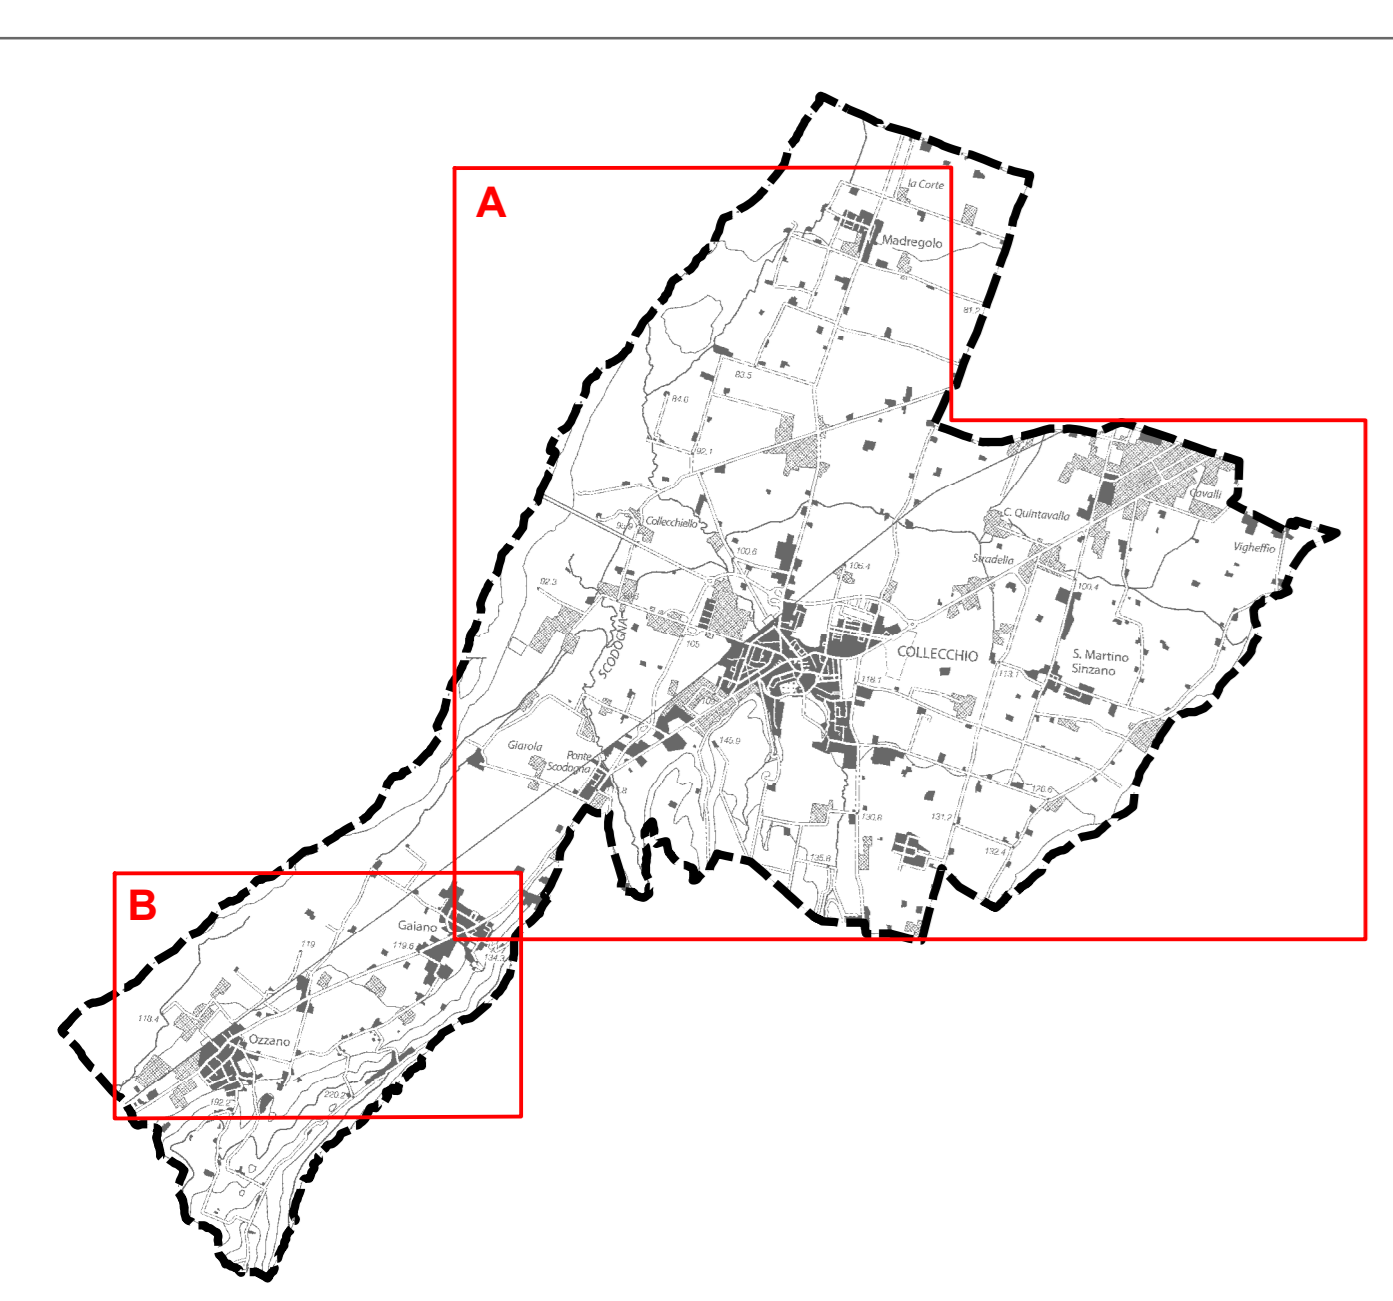 A
la Corte
Madregolo
81.2
83.5
84.6
92.1
Cavalli
C. Quintavalla
Collecchiello
Vigheffio
100.6
Stradella
106.4
92.3
100.4
SCODOGNA
105
COLLECCHIO
S. Martino
Sinzano
113.1
118.1
145.9
Giarola
Ponte
Scodogna
126.6
130.8
131.2
132.4
135.8
B
Gaiano
119.6
119
134.3
118.4
Ozzano
220.2
192.2